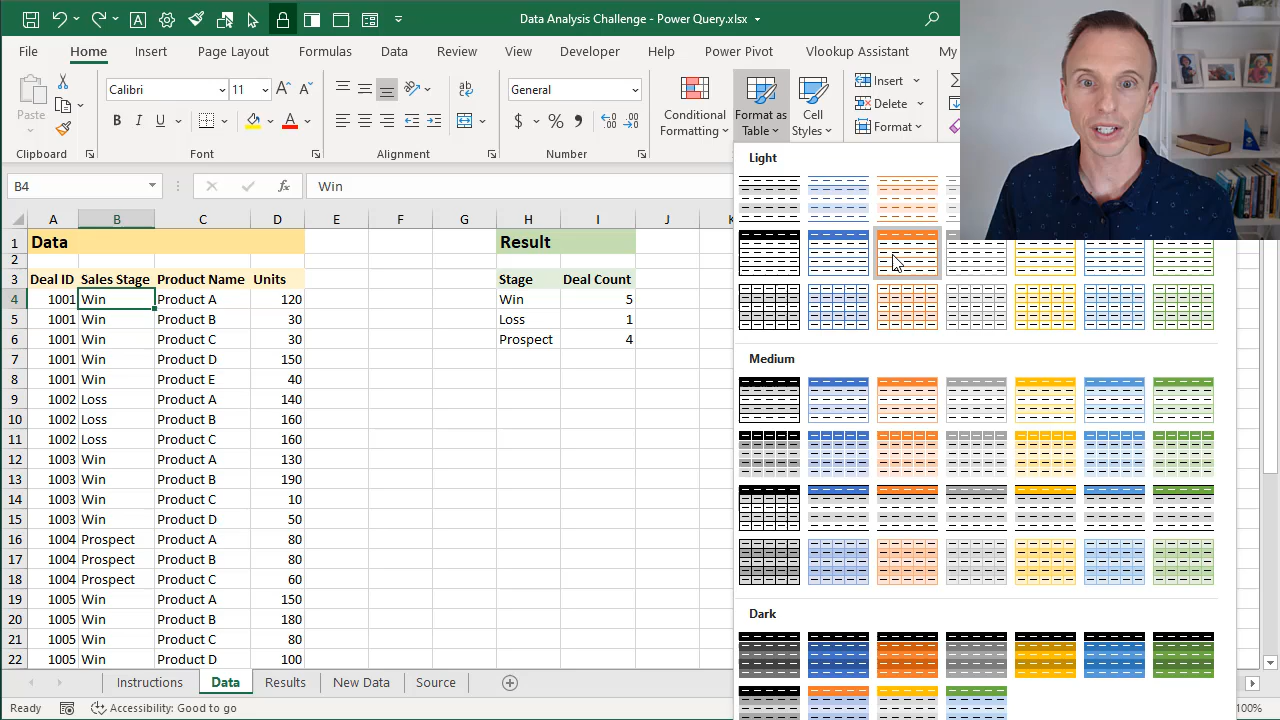 Data Analysis Challenge - Power Query.xlsx
File Home Insert Page Layout Formulas Data Review View Developer Help Power Pivot Vlookup Assistant My
Paste
Clipboard
Calibri 11
B I U
Font
Alignment
General
$ % 9
Number
Conditional Formatting
Format as Table
Cell Styles
Insert
Delete
Format
B4 fx Win
A B C D E F G H I J K
1 Data Result
2
3 Deal ID Sales Stage Product Name Units Stage Deal Count
4 1001 Win Product A 120 Win 5
5 1001 Win Product B 30 Loss 1
6 1001 Win Product C 30 Prospect 4
7 1001 Win Product D 150
8 1001 Win Product E 40
9 1002 Loss Product A 140
10 1002 Loss Product B 160
11 1002 Loss Product C 160
12 1003 Win Product A 130
13 1003 Win Product B 190
14 1003 Win Product C 10
15 1003 Win Product D 50
16 1004 Prospect Product A 80
17 1004 Prospect Product B 80
18 1004 Prospect Product C 60
19 1005 Win Product A 150
20 1005 Win Product B 180
21 1005 Win Product C 80
22 1005 Win Product D 100
Light
Medium
Dark
Instructions Data Results New Data Source
Ready Accessibility: Good to go
100%